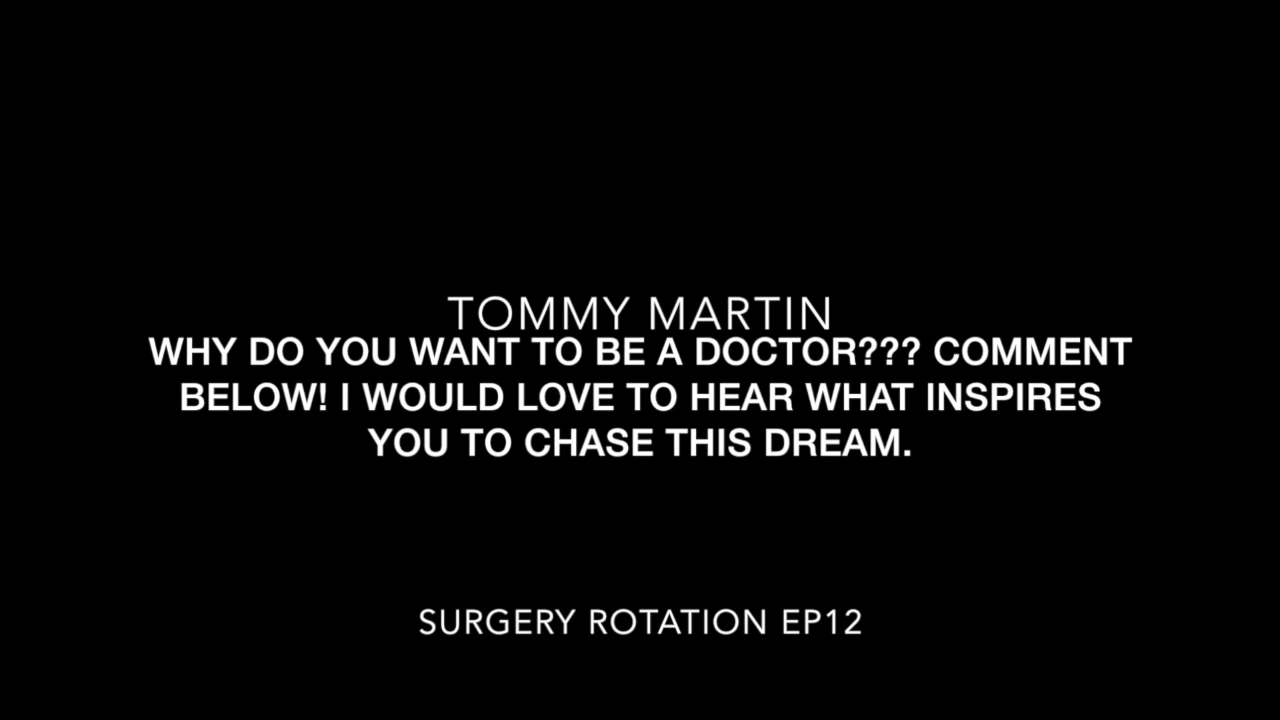 TOMMY MARTIN
WHY DO YOU WANT TO BE A DOCTOR??? COMMENT
BELOW! I WOULD LOVE TO HEAR WHAT INSPIRES
YOU TO CHASE THIS DREAM.
SURGERY ROTATION EP12